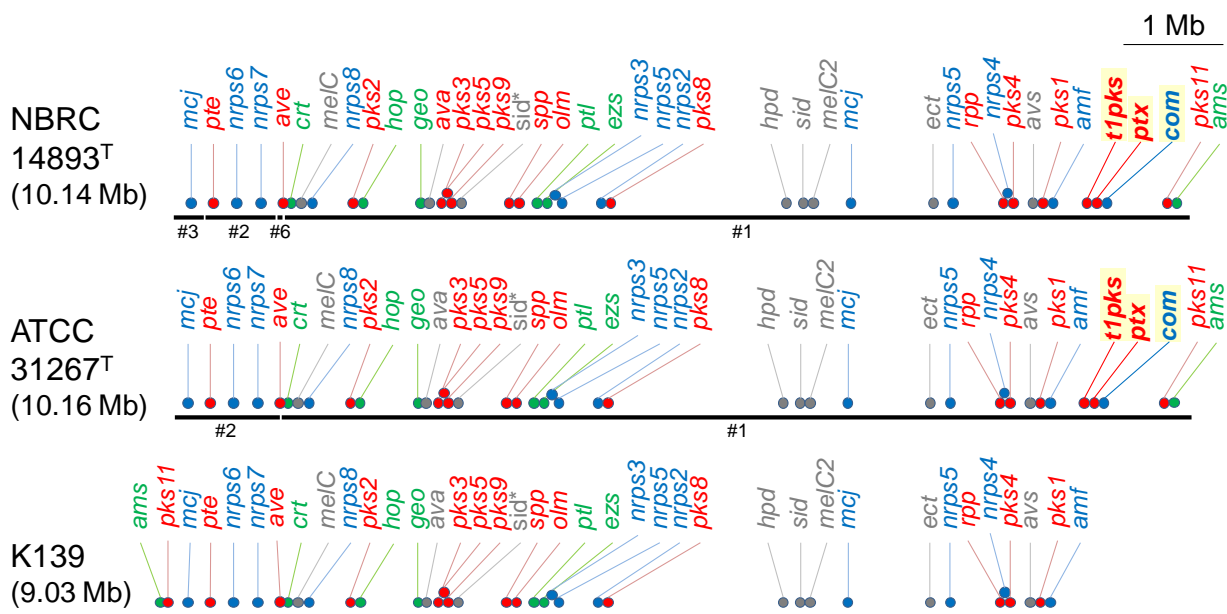 1 Mb
NBRC
14893T
(10.14 Mb)
mcj
pte
nrps6
nrps7
ave
crt
melC
nrps8
pks2
hop
geo
ava
pks3
pks5
pks9
sid*
spp
olm
ptl
ezs
nrps3
nrps5
nrps2
pks8
hpd
sid
melC2
mcj
ect
nrps5
rpp
nrps4
pks4
avs
pks1
amf
t1pks
ptx
com
pks11
ams
#3
#2
#6
#1
ATCC
31267T
(10.16 Mb)
mcj
pte
nrps6
nrps7
ave
crt
melC
nrps8
pks2
hop
geo
ava
pks3
pks5
pks9
sid*
spp
olm
ptl
ezs
nrps3
nrps5
nrps2
pks8
hpd
sid
melC2
mcj
ect
nrps5
rpp
nrps4
pks4
avs
pks1
amf
t1pks
ptx
com
pks11
ams
#2
#1
K139
(9.03 Mb)
ams
pks11
mcj
pte
nrps6
nrps7
ave
crt
melC
nrps8
pks2
hop
geo
ava
pks3
pks5
pks9
sid*
spp
olm
ptl
ezs
nrps3
nrps5
nrps2
pks8
hpd
sid
melC2
mcj
ect
nrps5
rpp
nrps4
pks4
avs
pks1
amf